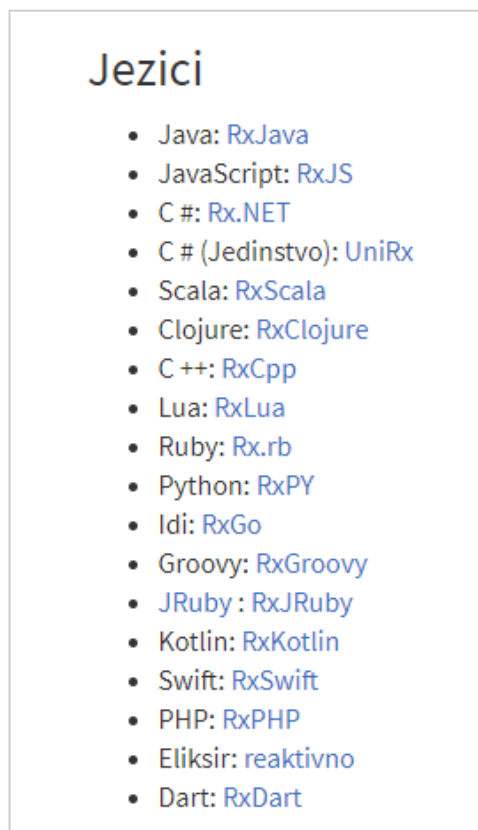 Jezici
Java: RxJava
JavaScript: RxJS
C #: Rx.NET
C # (Jedinstvo): UniRx
Scala: RxScala
Clojure: RxClojure
C ++: RxCpp
Lua: RxLua
Ruby: Rx.rb
Python: RxPY
Idi: RxGo
Groovy: RxGroovy
JRuby : RxJRuby
Kotlin: RxKotlin
Swift: RxSwift
PHP: RxPHP
Eliksir: reaktivno
Dart: RxDart